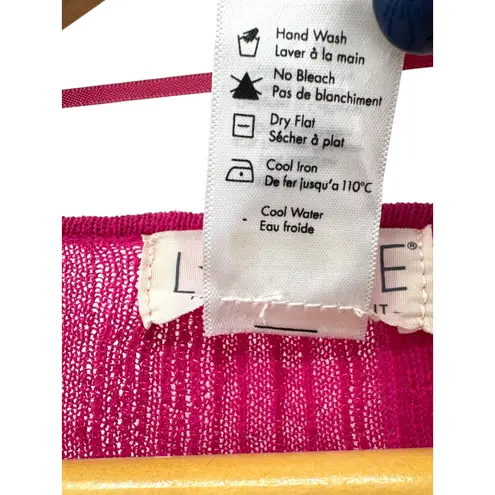 Hand Wash
Laver à la main
No Bleach
Pas de blanchiment
Dry Flat
Sécher à plat
Cool Iron
De fer jusqu'a 110°C
Cool Water
Eau froide